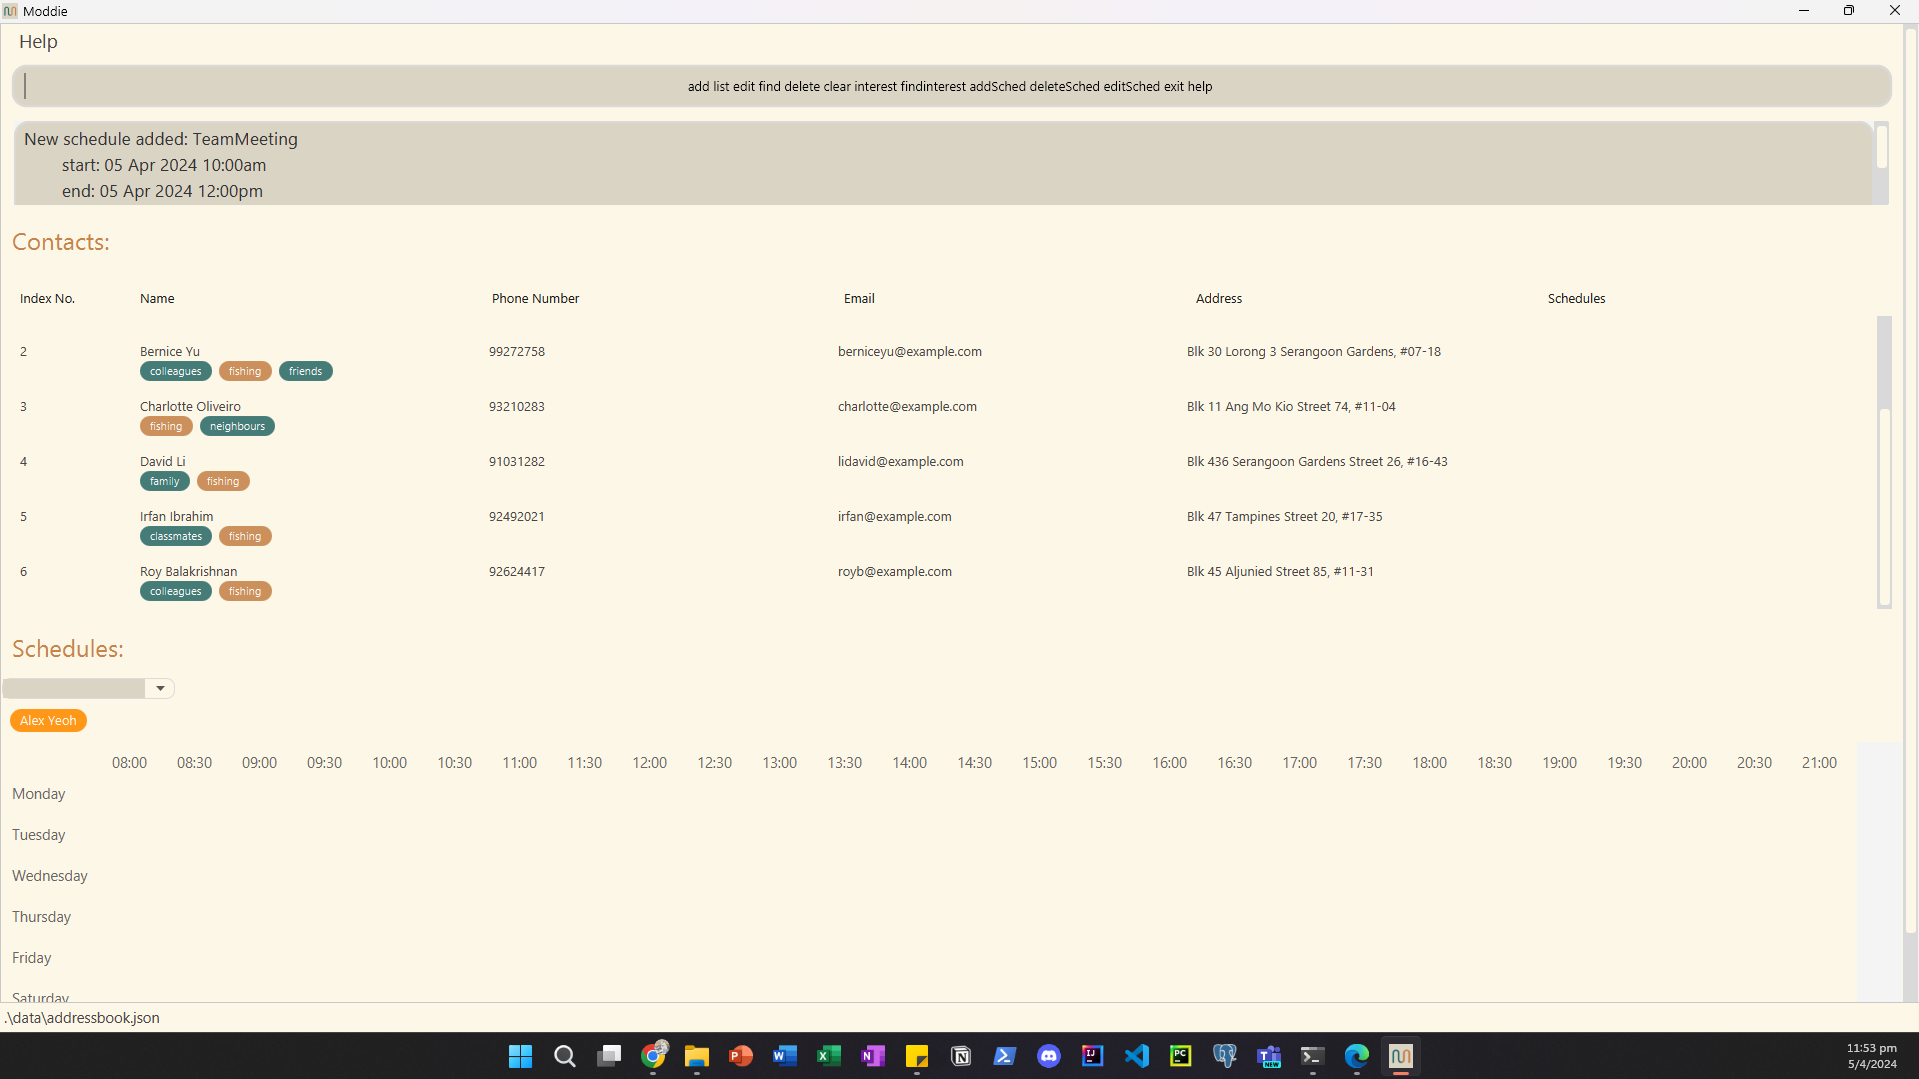 Moddie
Help
add list edit find delete clear interest findinterest addSched deleteSched editSched exit help
New schedule added: TeamMeeting
start: 05 Apr 2024 10:00am
end: 05 Apr 2024 12:00pm
Contacts:
Index No. Name Phone Number Email Address Schedules
2 Bernice Yu 99272758 berniceyu@example.com Blk 30 Lorong 3 Serangoon Gardens, #07-18
colleagues fishing friends
3 Charlotte Oliveiro 93210283 charlotte@example.com Blk 11 Ang Mo Kio Street 74, #11-04
fishing neighbours
4 David Li 91031282 lidavid@example.com Blk 436 Serangoon Gardens Street 26, #16-43
family fishing
5 Irfan Ibrahim 92492021 irfan@example.com Blk 47 Tampines Street 20, #17-35
classmates fishing
6 Roy Balakrishnan 92624417 royb@example.com Blk 45 Aljunied Street 85, #11-31
colleagues fishing
Schedules:
Alex Yeoh
08:00 08:30 09:00 09:30 10:00 10:30 11:00 11:30 12:00 12:30 13:00 13:30 14:00 14:30 15:00 15:30 16:00 16:30 17:00 17:30 18:00 18:30 19:00 19:30 20:00 20:30 21:00
Monday
Tuesday
Wednesday
Thursday
Friday
Saturday
.\data\addressbook.json
11:53 pm
5/4/2024